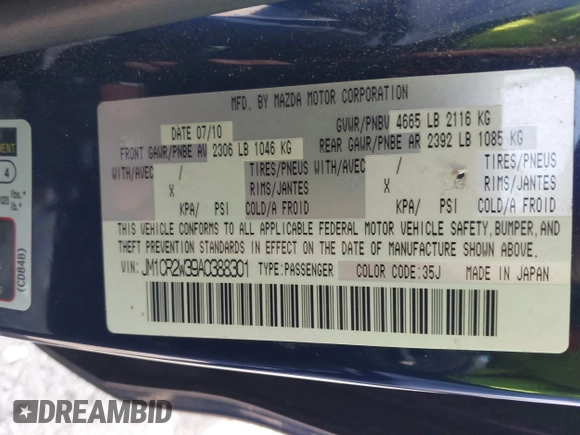 MFD. BY MAZDA MOTOR CORPORATION
DATE 07/10 GVWR/PNBV 4665 LB 2116 KG
FRONT GAWR/PNBE AV 2306 LB 1046 KG REAR GAWR/PNBE AR 2392 LB 1085 KG
WITH/AVEC / TIRES/PNEUS WITH/AVEC / TIRES/PNEUS
X RIMS/JANTES X RIMS/JANTES
KPA/ PSI COLD/A FROID KPA/ PSI COLD/A FROID
THIS VEHICLE CONFORMS TO ALL APPLICABLE FEDERAL MOTOR VEHICLE SAFETY, BUMPER, AND
THEFT PREVENTION STANDARDS IN EFFECT ON THE DATE OF MANUFACTURE SHOWN ABOVE.
VIN: JM1CR2W39A0388301 TYPE:PASSENGER COLOR CODE:35J MADE IN JAPAN
4
lb.*
(CD84B)
DREAMBID